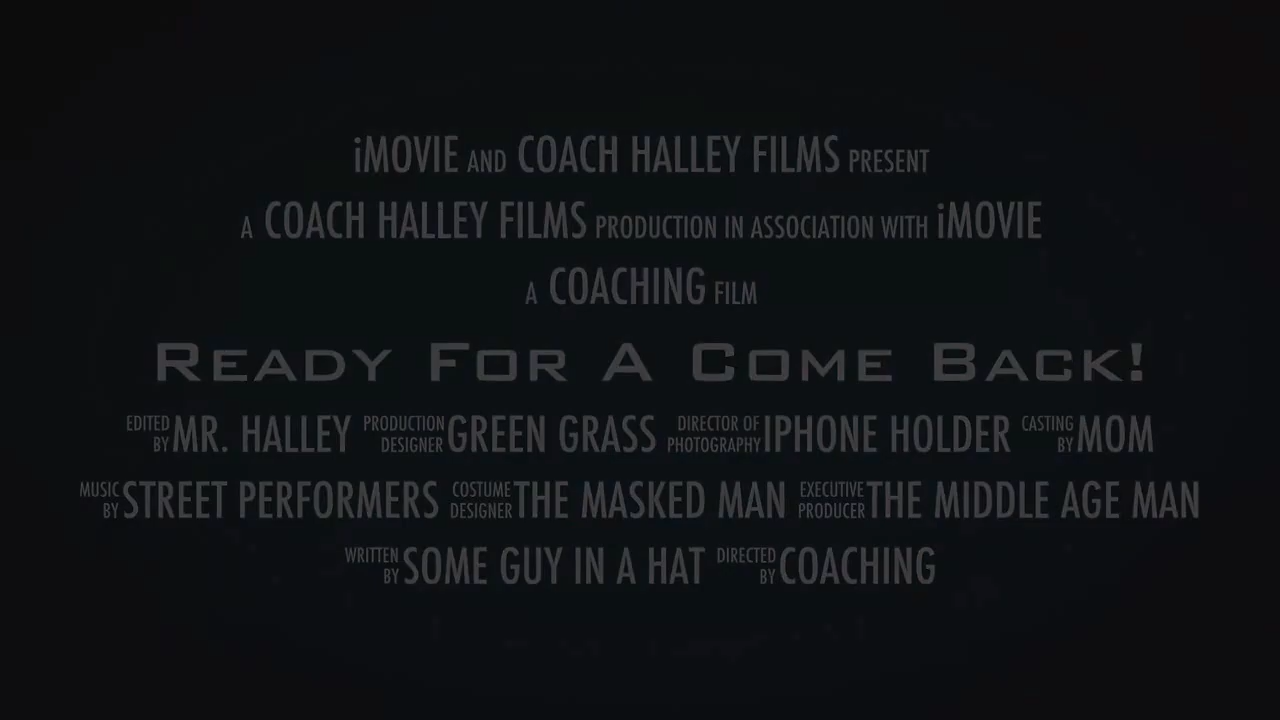 iMOVIE AND COACH HALLEY FILMS PRESENT
A COACH HALLEY FILMS PRODUCTION IN ASSOCIATION WITH iMOVIE
A COACHING FILM
READY FOR A COME BACK!
EDITED BY MR. HALLEY PRODUCTION DESIGNER GREEN GRASS DIRECTOR OF PHOTOGRAPHY IPHONE HOLDER CASTING BY MOM
MUSIC BY STREET PERFORMERS COSTUME DESIGNER THE MASKED MAN EXECUTIVE PRODUCER THE MIDDLE AGE MAN
WRITTEN BY SOME GUY IN A HAT DIRECTED BY COACHING